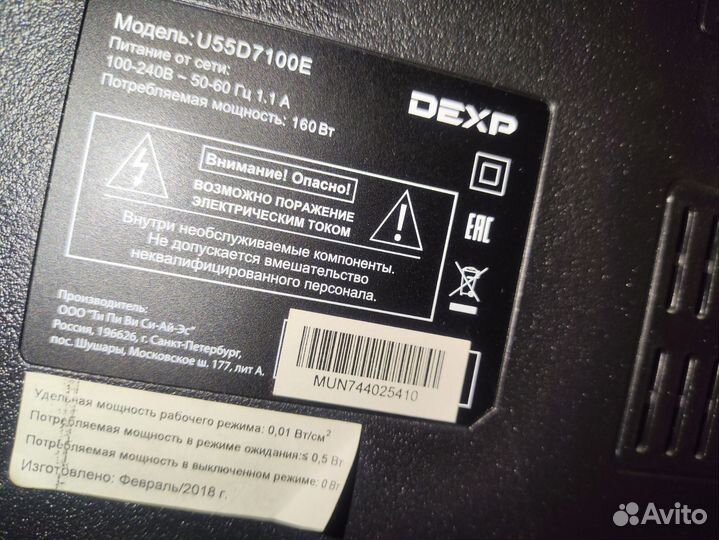 Модель: U55D7100E
Питание от сети:
100-240В ~ 50-60 Гц 1.1 А
Потребляемая мощность: 160 Вт
DEXP
Внимание! Опасно!
ВОЗМОЖНО ПОРАЖЕНИЕ
ЭЛЕКТРИЧЕСКИМ ТОКОМ
Внутри необслуживаемые компоненты.
Не допускается вмешательство
неквалифицированного персонала.
EAC
Производитель:
ООО "Ти Пи Ви Си-Ай-Эс"
Россия, 196626, г. Санкт-Петербург,
пос. Шушары, Московское ш. 177, лит А.
MUN744025410
Удельная мощность рабочего режима: 0,01 Вт/см²
Потребляемая мощность в режиме ожидания:≤ 0,5 Вт
Потребляемая мощность в выключенном режиме: 0 Вт
Изготовлено: Февраль/2018 г.
Avito